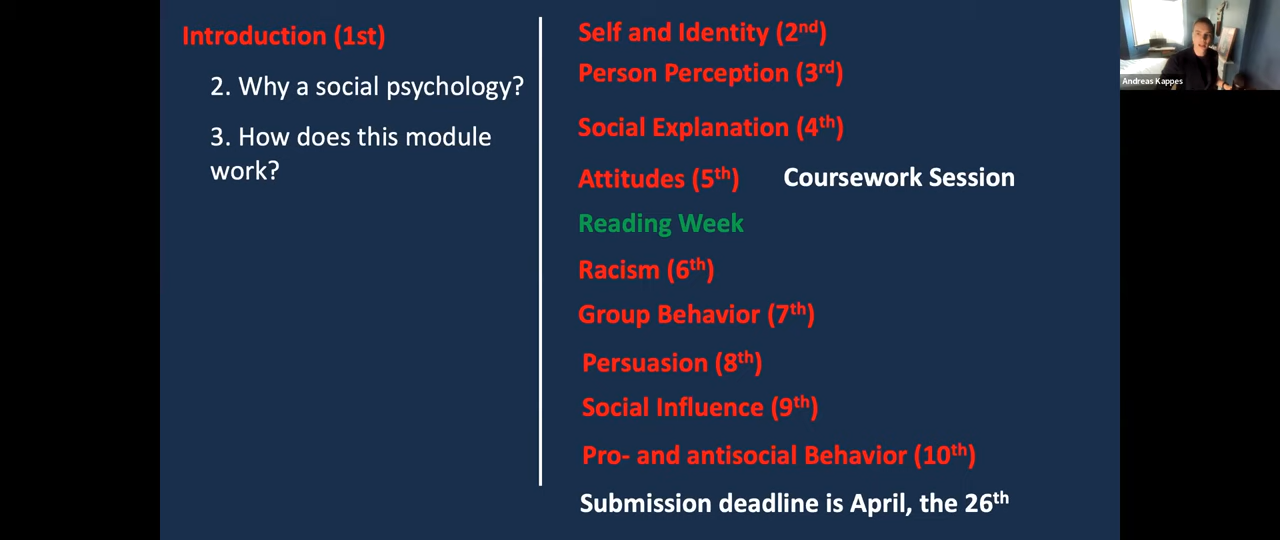 Introduction (1st)
2. Why a social psychology?
3. How does this module
work?
Self and Identity (2nd)
Person Perception (3rd)
Social Explanation (4th)
Attitudes (5th)
Coursework Session
Reading Week
Racism (6th)
Group Behavior (7th)
Persuasion (8th)
Social Influence (9th)
Pro- and antisocial Behavior (10th)
Submission deadline is April, the 26th
Andreas Kappes